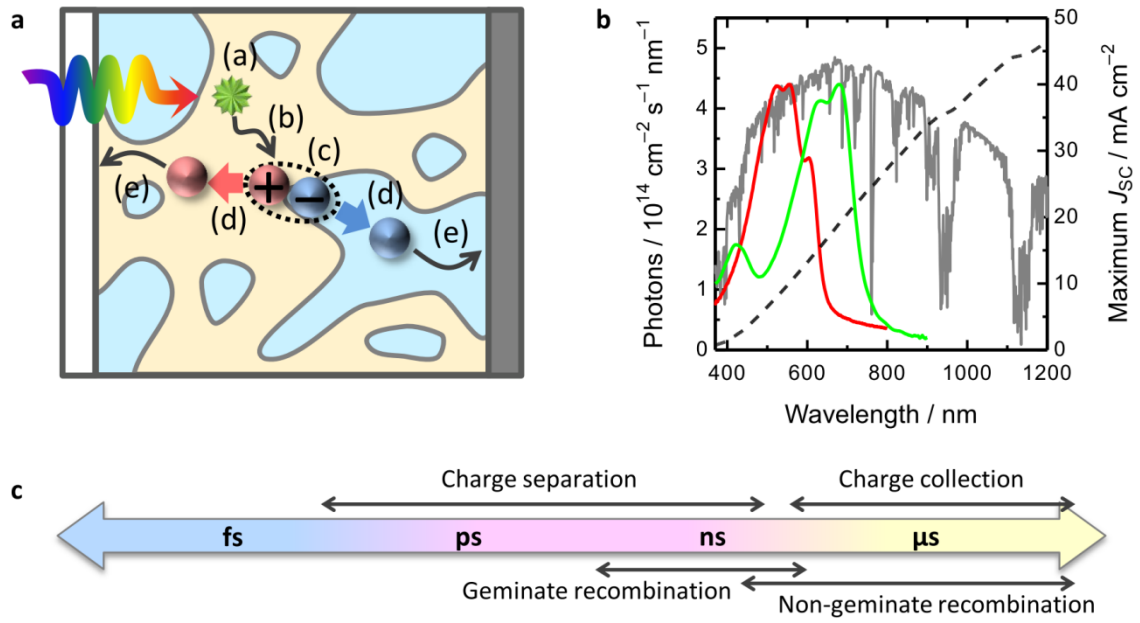 a
(a)
(b)
(c)
+
−
(e)
(d)
(d)
(e)
b
Photons / 10¹⁴ cm⁻² s⁻¹ nm⁻¹
5
4
3
2
1
0
50
40
30
20
10
0
Maximum J_SC / mA cm⁻²
400 600 800 1000 1200
Wavelength / nm
c
Charge separation Charge collection
fs ps ns µs
Geminate recombination
Non-geminate recombination